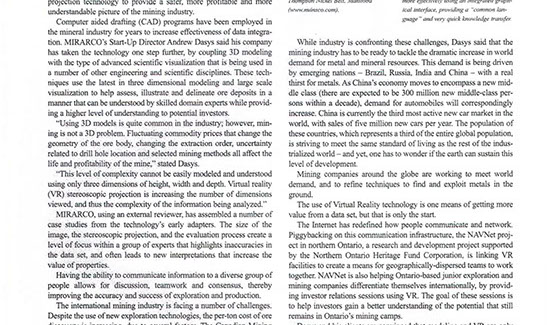 projection technology to provide a safer, more profitable and more
understandable picture of the mining industry.
Computer aided drafting (CAD) programs have been employed in
the mineral industry for years to increase effectiveness of data integra-
tion. MIRARCO's Start-Up Director Andrew Dasys said his Group
has taken the technology one step further, by coupling 3D modeling
with the type of advanced scientific visualization that is being used in
a number of other engineering and scientific disciplines. These tech-
niques use the latest in three dimensional modeling and large scale
visualization to help assess, illustrate and delineate ore deposits in a
manner that can be understood by skilled domain experts while provid-
ing a higher level of understanding to potential investors.
"Using 3D models is quite common in the industry; however, min-
ing is not a 3D problem. Fluctuating commodity prices that change the
geometry of the ore body, changing the extraction order, uncertainty
related to drill hole location and selected mining methods all affect the
life and profitability of the mine," stated Dasys.
"This level of complexity cannot be easily modeled and understood
using only three dimensions of height, width and depth. Virtual reality
(VR) stereoscopic projection is increasing the number of dimensions
viewed, and thus the complexity of the information being analyzed."
MIRARCO, using an external reviewer, has assembled a number of
case studies from the technology's early adapters. The size of the
image, the stereoscopic projection, and the evaluation process create a
level of focus within a group of experts that highlights inaccuracies in
the data set, and often leads to new interpretations that increase the
value of properties.
Having the ability to communicate information to a diverse group of
people allows for discussion, teamwork and consensus, thereby
improving the accuracy and success of exploration and production.
The international mining industry is facing a number of challenges.
Despite the use of new exploration technologies, the per-ton cost of ore
Thompson Nickel Belt, Manitoba
(www.mirarco.com).
more effectively using an integrated graph-
ical interface, providing a "common lan-
guage" and very quick knowledge transfer
While industry is confronting these challenges, Dasys said that the
mining industry has to be ready to tackle the dramatic increase in world
demand for metal and mineral resources. This demand is being driven
by emerging nations – Brazil, Russia, India and China – with a real
thirst for metals. As China's economy moves to encompass a new mid-
dle class (there are expected to be 300 million new middle-class per-
sons within a decade), demand for automobiles will correspondingly
increase. China is currently the third most active new car market in the
world, with sales of five million new cars per year. The population of
these countries, which represents a third of the entire global population,
is striving to meet the same standard of living as the rest of the indus-
trialized world – and yet, one has to wonder if the earth can sustain this
level of development.
Mining companies around the globe are working to meet world
demand, and to refine techniques to find and exploit metals in the
ground.
The use of Virtual Reality technology is one means of getting more
value from a data set, but that is only the start.
The Internet has redefined how people communicate and network.
Piggybacking on this communication infrastructure, the NAVNet proj-
ect in northern Ontario, a research and development project supported
by the Northern Ontario Heritage Fund Corporation, is linking VR
facilities to create a means for geographically-dispersed teams to work
together. NAVNet is also helping Ontario-based junior exploration and
mining companies differentiate themselves internationally, by provid-
ing investor relations sessions using VR. The goal of these sessions is
to help investors gain a better understanding of the potential that still
remains in Ontario's mining camps.